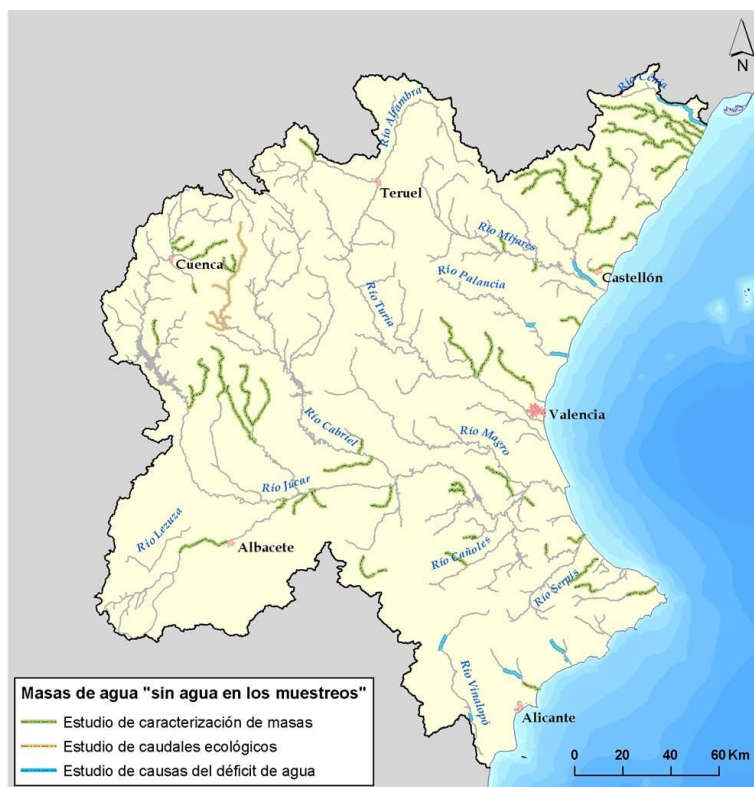 N
Río Cenia
Río Alfambra
Teruel
Río Mijares
Cuenca
Castellón
Río Palancia
Río Turia
Valencia
Río Cabriel
Río Magro
Río Júcar
Río Lezuza
Albacete
Río Cañoles
Río Serpis
Río Vinalopó
Alicante
Masas de agua "sin agua en los muestreos"
Estudio de caracterización de masas
Estudio de caudales ecológicos
Estudio de causas del déficit de agua
0 20 40 60 Km